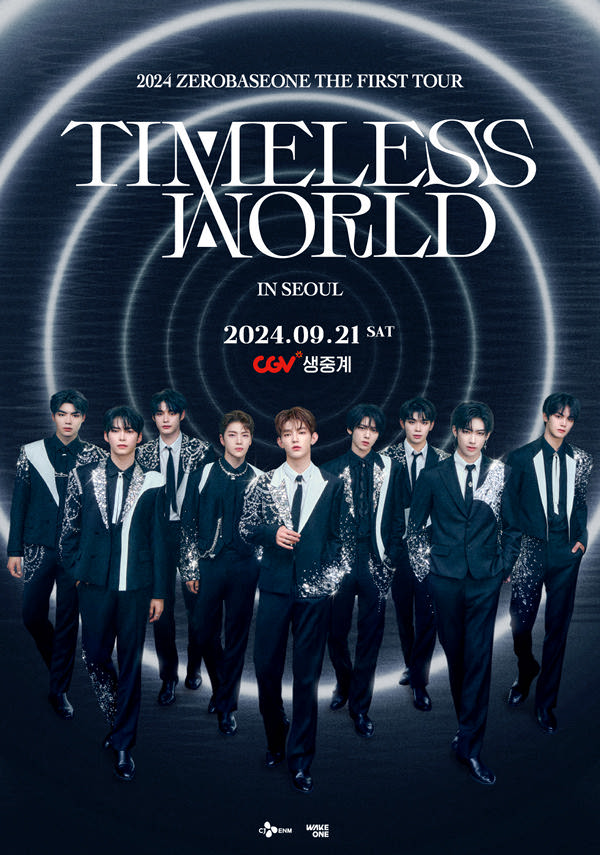 2024 ZEROBASEONE THE FIRST TOUR
TIMELESS
WORLD
IN SEOUL
2024.09.21 SAT
CGV 생중계
CJ ENM WAKE
ONE